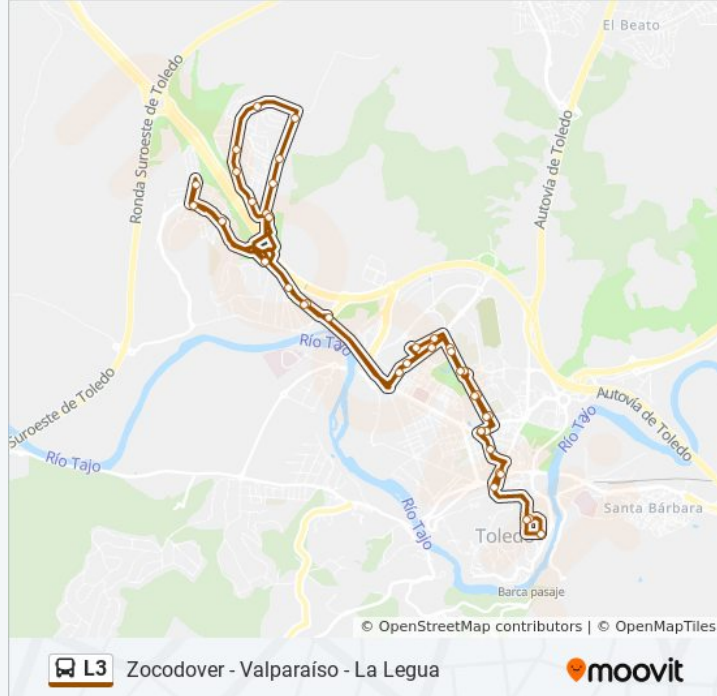 El Beato
Ronda Suroeste de Toledo
Autovía de Toledo
Río Tajo
Suroeste de Toledo
Autovía de Toledo
Río Tajo
Río Tajo
Santa Bárbara
Río Tajo
Toledo
Barca pasaje
© OpenStreetMap contributors | © OpenMapTiles
L3 Zocodover - Valparaíso - La Legua
moovit